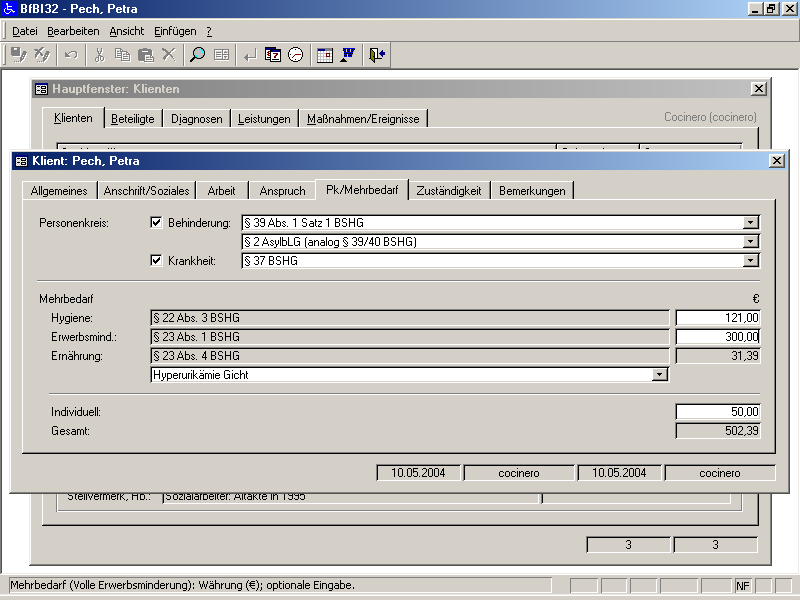 BfBI32 - Pech, Petra
Datei Bearbeiten Ansicht Einfügen ?
Hauptfenster: Klienten
Klienten Beteiligte Diagnosen Leistungen Maßnahmen/Ereignisse Cocinero (cocinero)
Klient: Pech, Petra
Allgemeines Anschrift/Soziales Arbeit Anspruch Pk/Mehrbedarf Zuständigkeit Bemerkungen
Personenkreis: Behinderung: § 39 Abs. 1 Satz 1 BSHG
§ 2 AsylbLG (analog § 39/40 BSHG)
Krankheit: § 37 BSHG
Mehrbedarf €
Hygiene: § 22 Abs. 3 BSHG 121,00
Erwerbsmind.: § 23 Abs. 1 BSHG 300,00
Ernährung: § 23 Abs. 4 BSHG 31,39
Hyperurikämie Gicht
Individuell: 50,00
Gesamt: 502,39
10.05.2004 cocinero 10.05.2004 cocinero
Stellvermerk, Hb.: Sozialarbeiter: Altakte in 1995
3 3
Mehrbedarf (Volle Erwerbsminderung): Währung (€); optionale Eingabe. NF